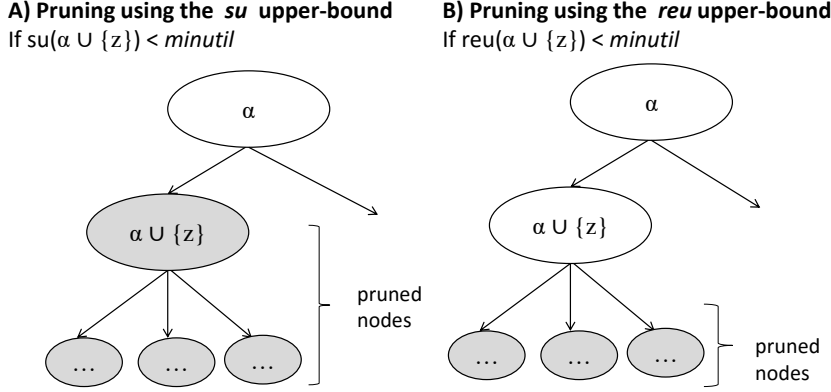 A) Pruning using the su upper-bound
If su(α ∪ {z}) < minutil
α
α ∪ {z}
pruned
nodes
...
...
...
B) Pruning using the reu upper-bound
If reu(α ∪ {z}) < minutil
α
α ∪ {z}
...
...
...
pruned
nodes